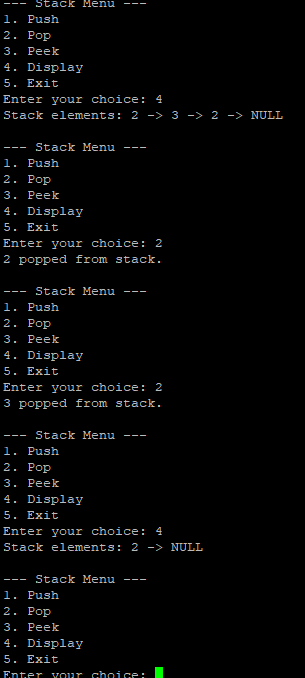 --- Stack Menu ---
1. Push
2. Pop
3. Peek
4. Display
5. Exit
Enter your choice: 4
Stack elements: 2 -> 3 -> 2 -> NULL
--- Stack Menu ---
1. Push
2. Pop
3. Peek
4. Display
5. Exit
Enter your choice: 2
2 popped from stack.
--- Stack Menu ---
1. Push
2. Pop
3. Peek
4. Display
5. Exit
Enter your choice: 2
3 popped from stack.
--- Stack Menu ---
1. Push
2. Pop
3. Peek
4. Display
5. Exit
Enter your choice: 4
Stack elements: 2 -> NULL
--- Stack Menu ---
1. Push
2. Pop
3. Peek
4. Display
5. Exit
Enter your choice: